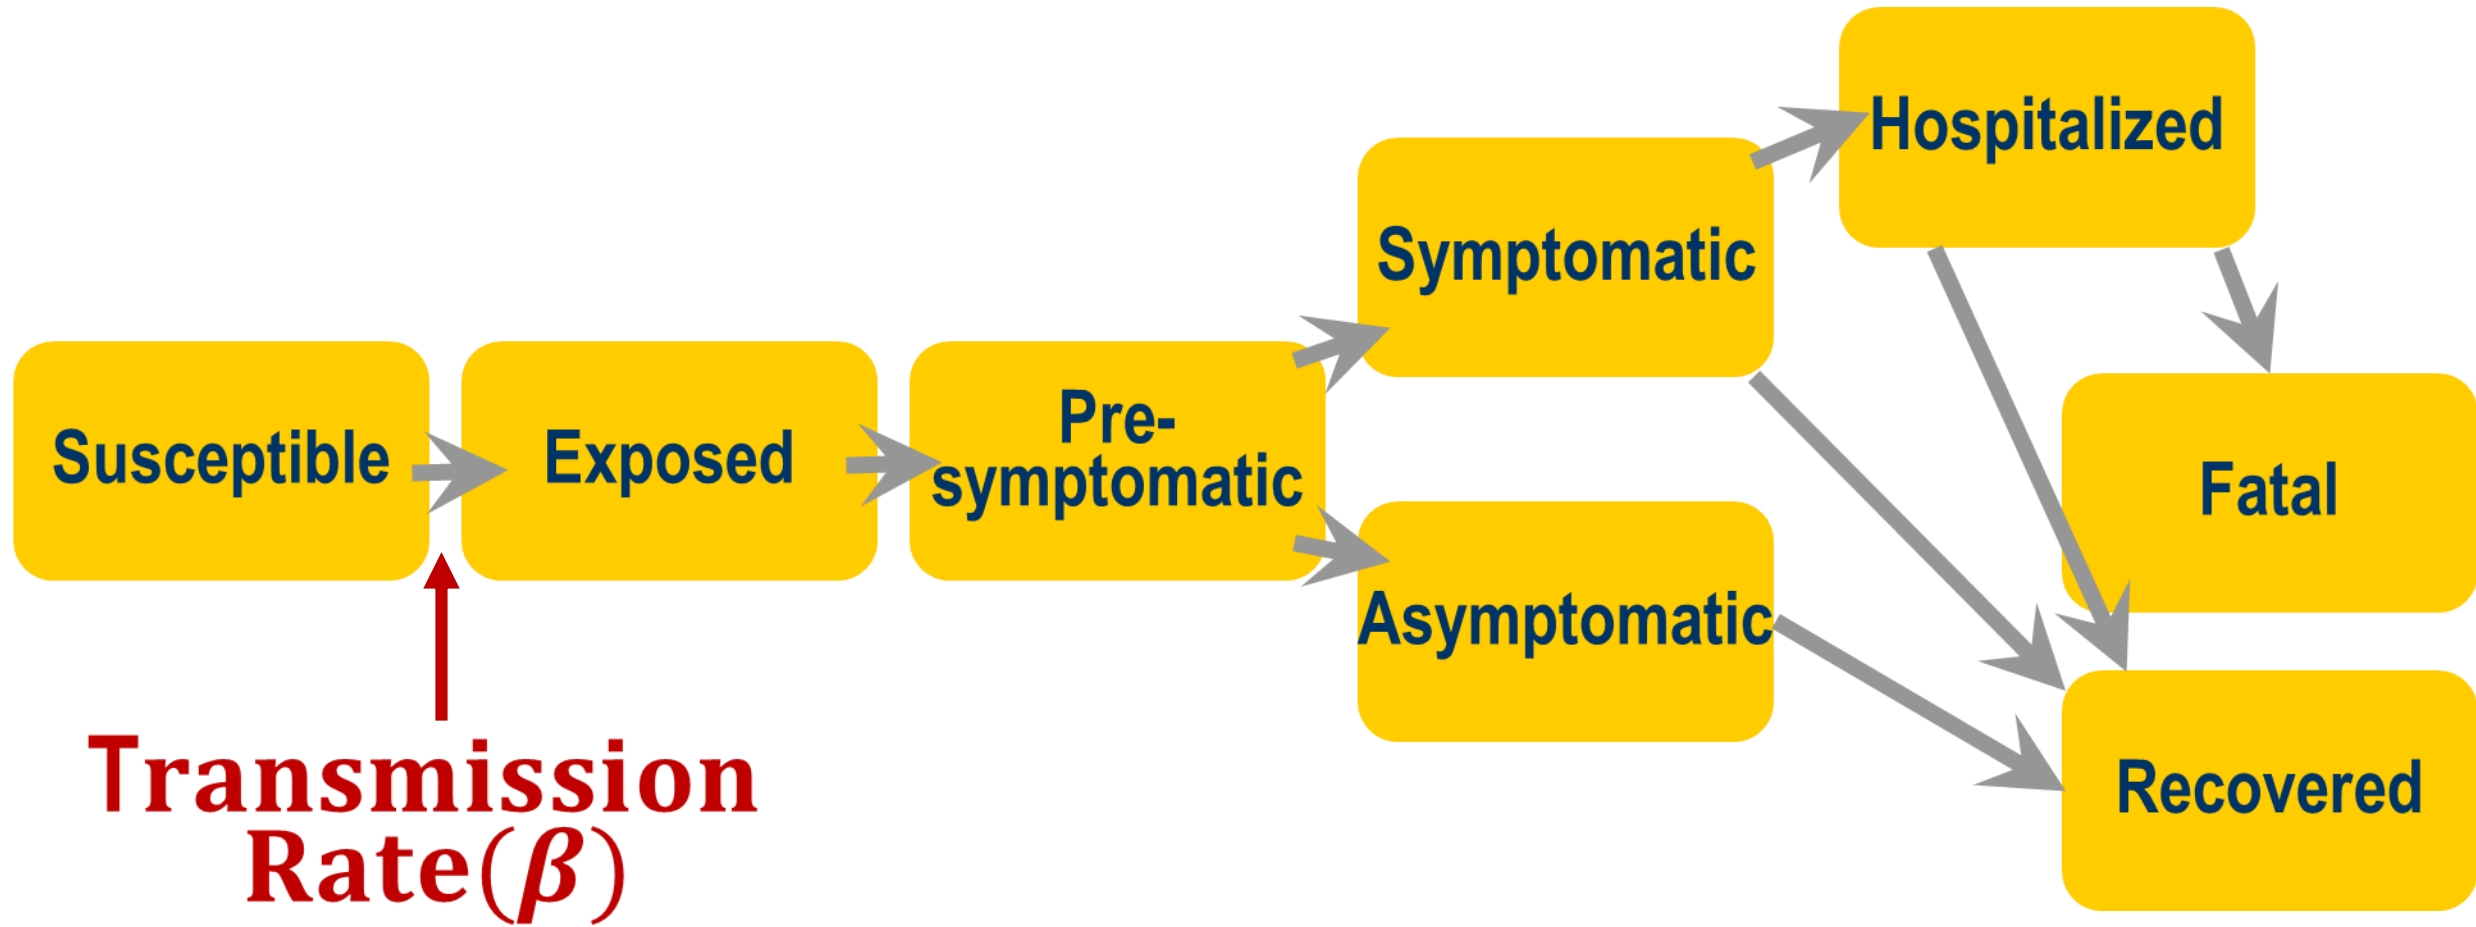 Susceptible
Exposed
Pre-
symptomatic
Symptomatic
Asymptomatic
Hospitalized
Fatal
Recovered
Transmission
Rate(β)